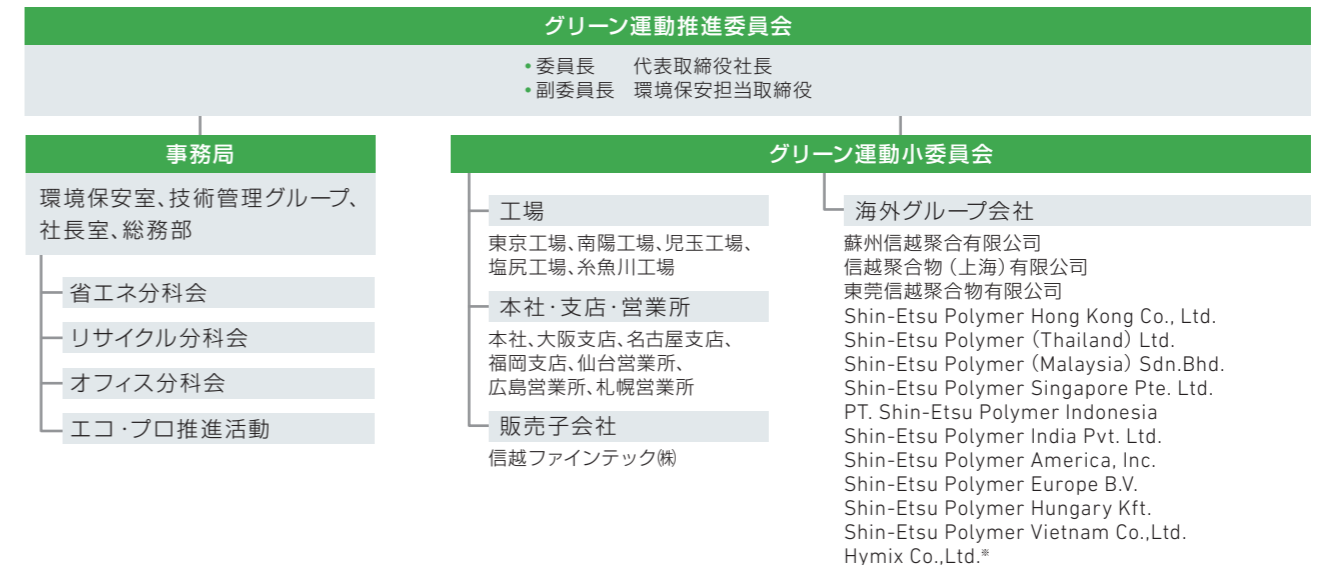 グリーン運動推進委員会
•委員長 代表取締役社長
•副委員長 環境保安担当取締役
事務局
環境保安室、技術管理グループ、
社長室、総務部
省エネ分科会
リサイクル分科会
オフィス分科会
エコ・プロ推進活動
グリーン運動小委員会
工場
東京工場、南陽工場、児玉工場、
塩尻工場、糸魚川工場
本社・支店・営業所
本社、大阪支店、名古屋支店、
福岡支店、仙台営業所、
広島営業所、札幌営業所
販売子会社
信越ファインテック㈱
海外グループ会社
蘇州信越聚合有限公司
信越聚合物（上海）有限公司
東莞信越聚合物有限公司
Shin-Etsu Polymer Hong Kong Co., Ltd.
Shin-Etsu Polymer （Thailand） Ltd.
Shin-Etsu Polymer （Malaysia） Sdn.Bhd.
Shin-Etsu Polymer Singapore Pte. Ltd.
PT. Shin-Etsu Polymer Indonesia
Shin-Etsu Polymer India Pvt. Ltd.
Shin-Etsu Polymer America, Inc.
Shin-Etsu Polymer Europe B.V.
Shin-Etsu Polymer Hungary Kft.
Shin-Etsu Polymer Vietnam Co.,Ltd.
Hymix Co.,Ltd.※